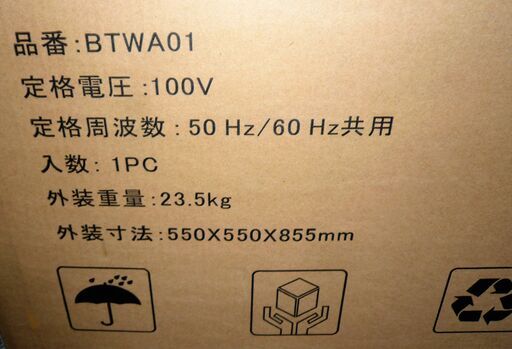 品番:BTWA01
定格電圧:100V
定格周波数:50 Hz/60 Hz共用
入数: 1PC
外装重量:23.5kg
外装寸法:550X550X855mm